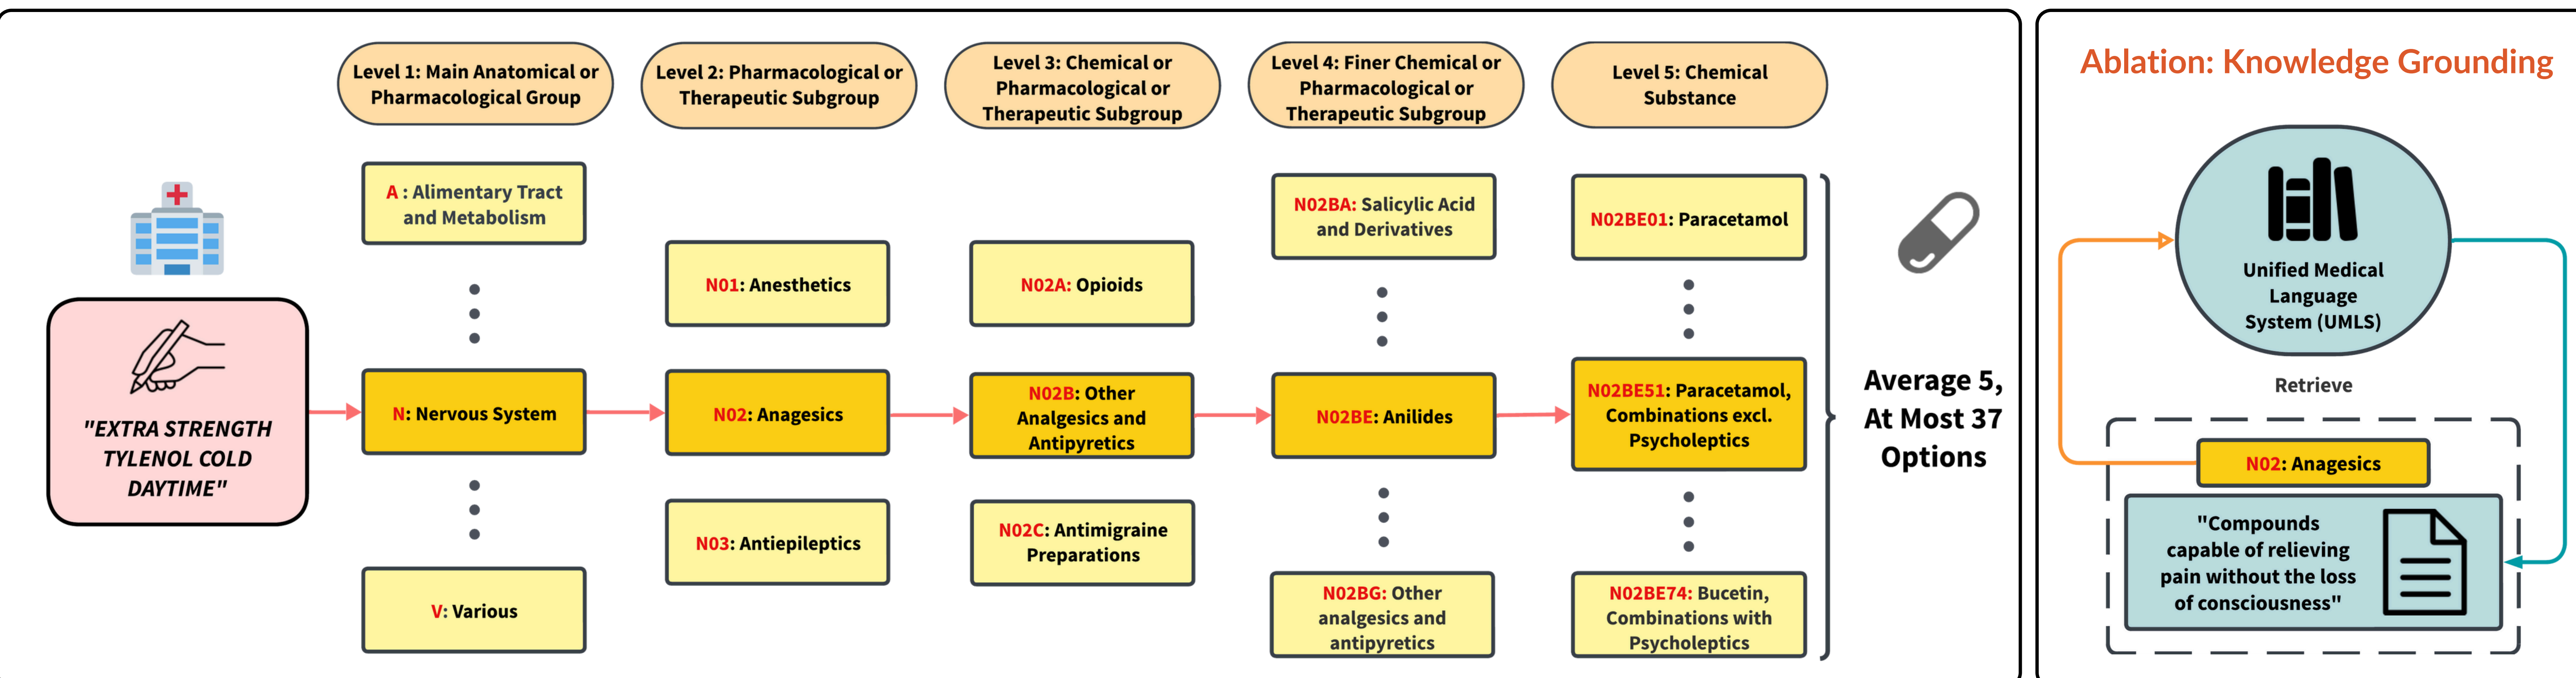 Level 1: Main Anatomical or
Pharmacological Group
Level 2: Pharmacological or
Therapeutic Subgroup
Level 3: Chemical or
Pharmacological or
Therapeutic Subgroup
Level 4: Finer Chemical or
Pharmacological or
Therapeutic Subgroup
Level 5: Chemical
Substance
"EXTRA STRENGTH
TYLENOL COLD
DAYTIME"
A : Alimentary Tract
and Metabolism
N: Nervous System
V: Various
N01: Anesthetics
N02: Anagesics
N03: Antiepileptics
N02A: Opioids
N02B: Other
Analgesics and
Antipyretics
N02C: Antimigraine
Preparations
N02BA: Salicylic Acid
and Derivatives
N02BE: Anilides
N02BG: Other
analgesics and
antipyretics
N02BE01: Paracetamol
N02BE51: Paracetamol,
Combinations excl.
Psycholeptics
N02BE74: Bucetin,
Combinations with
Psycholeptics
Average 5,
At Most 37
Options
Ablation: Knowledge Grounding
Unified Medical
Language
System (UMLS)
Retrieve
N02: Anagesics
"Compounds
capable of relieving
pain without the loss
of consciousness"